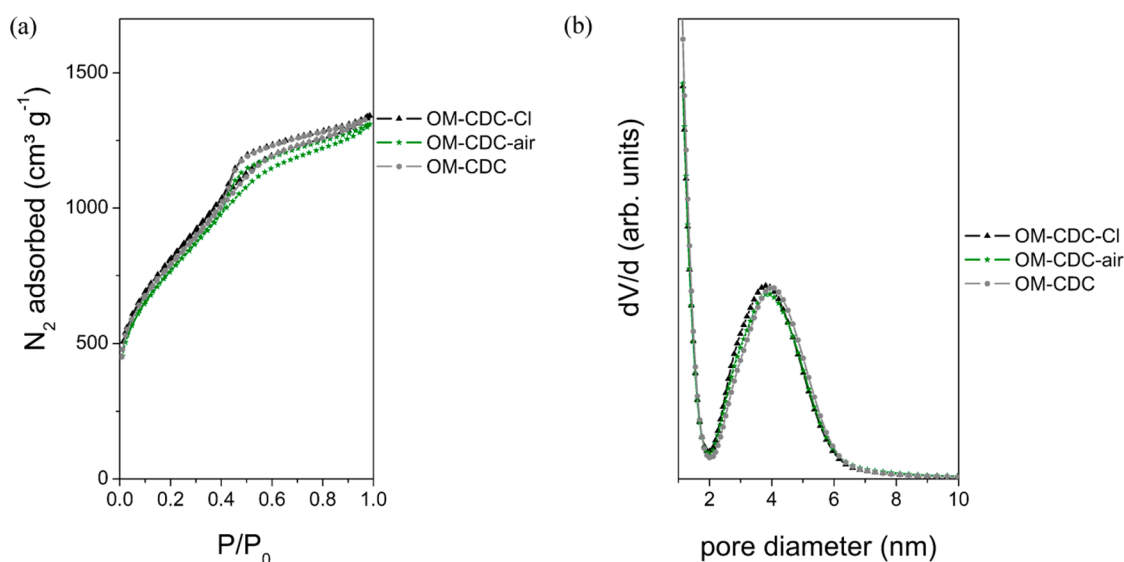 (a)
N₂ adsorbed (cm³ g⁻¹)
1500
1000
500
0
0.0 0.2 0.4 0.6 0.8 1.0
P/P₀
OM-CDC-Cl
OM-CDC-air
OM-CDC
(b)
dV/d (arb. units)
2 4 6 8 10
pore diameter (nm)
OM-CDC-Cl
OM-CDC-air
OM-CDC